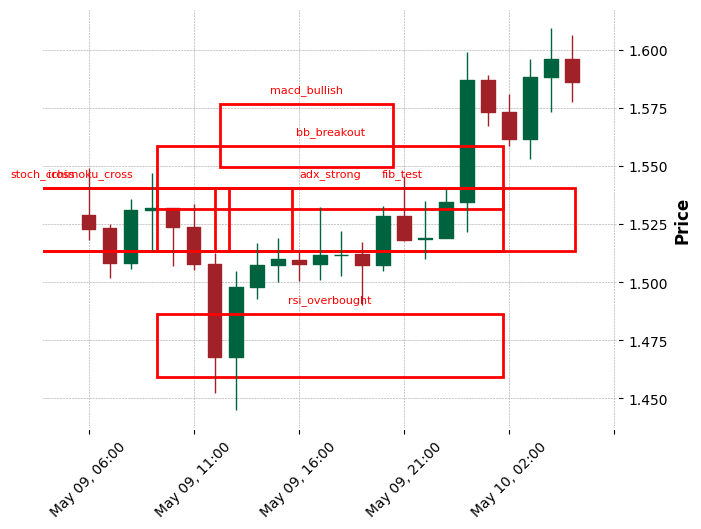 macd_bullish
bb_breakout
stoch_cross
ichimoku_cross
adx_strong
fib_test
rsi_overbought
1.600
1.575
1.550
1.525
1.500
1.475
1.450
Price
May 09, 06:00
May 09, 11:00
May 09, 16:00
May 09, 21:00
May 10, 02:00